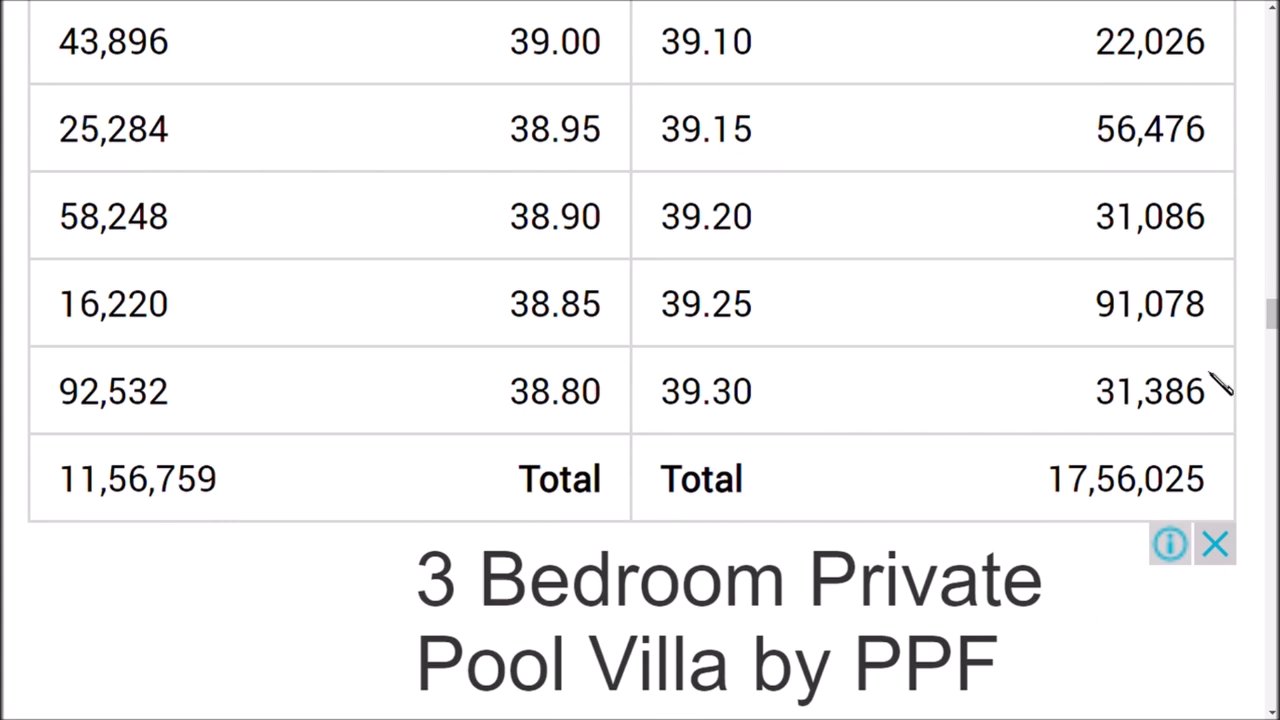 43,896 39.00 39.10 22,026
25,284 38.95 39.15 56,476
58,248 38.90 39.20 31,086
16,220 38.85 39.25 91,078
92,532 38.80 39.30 31,386
11,56,759 Total Total 17,56,025
3 Bedroom Private
Pool Villa by PPF